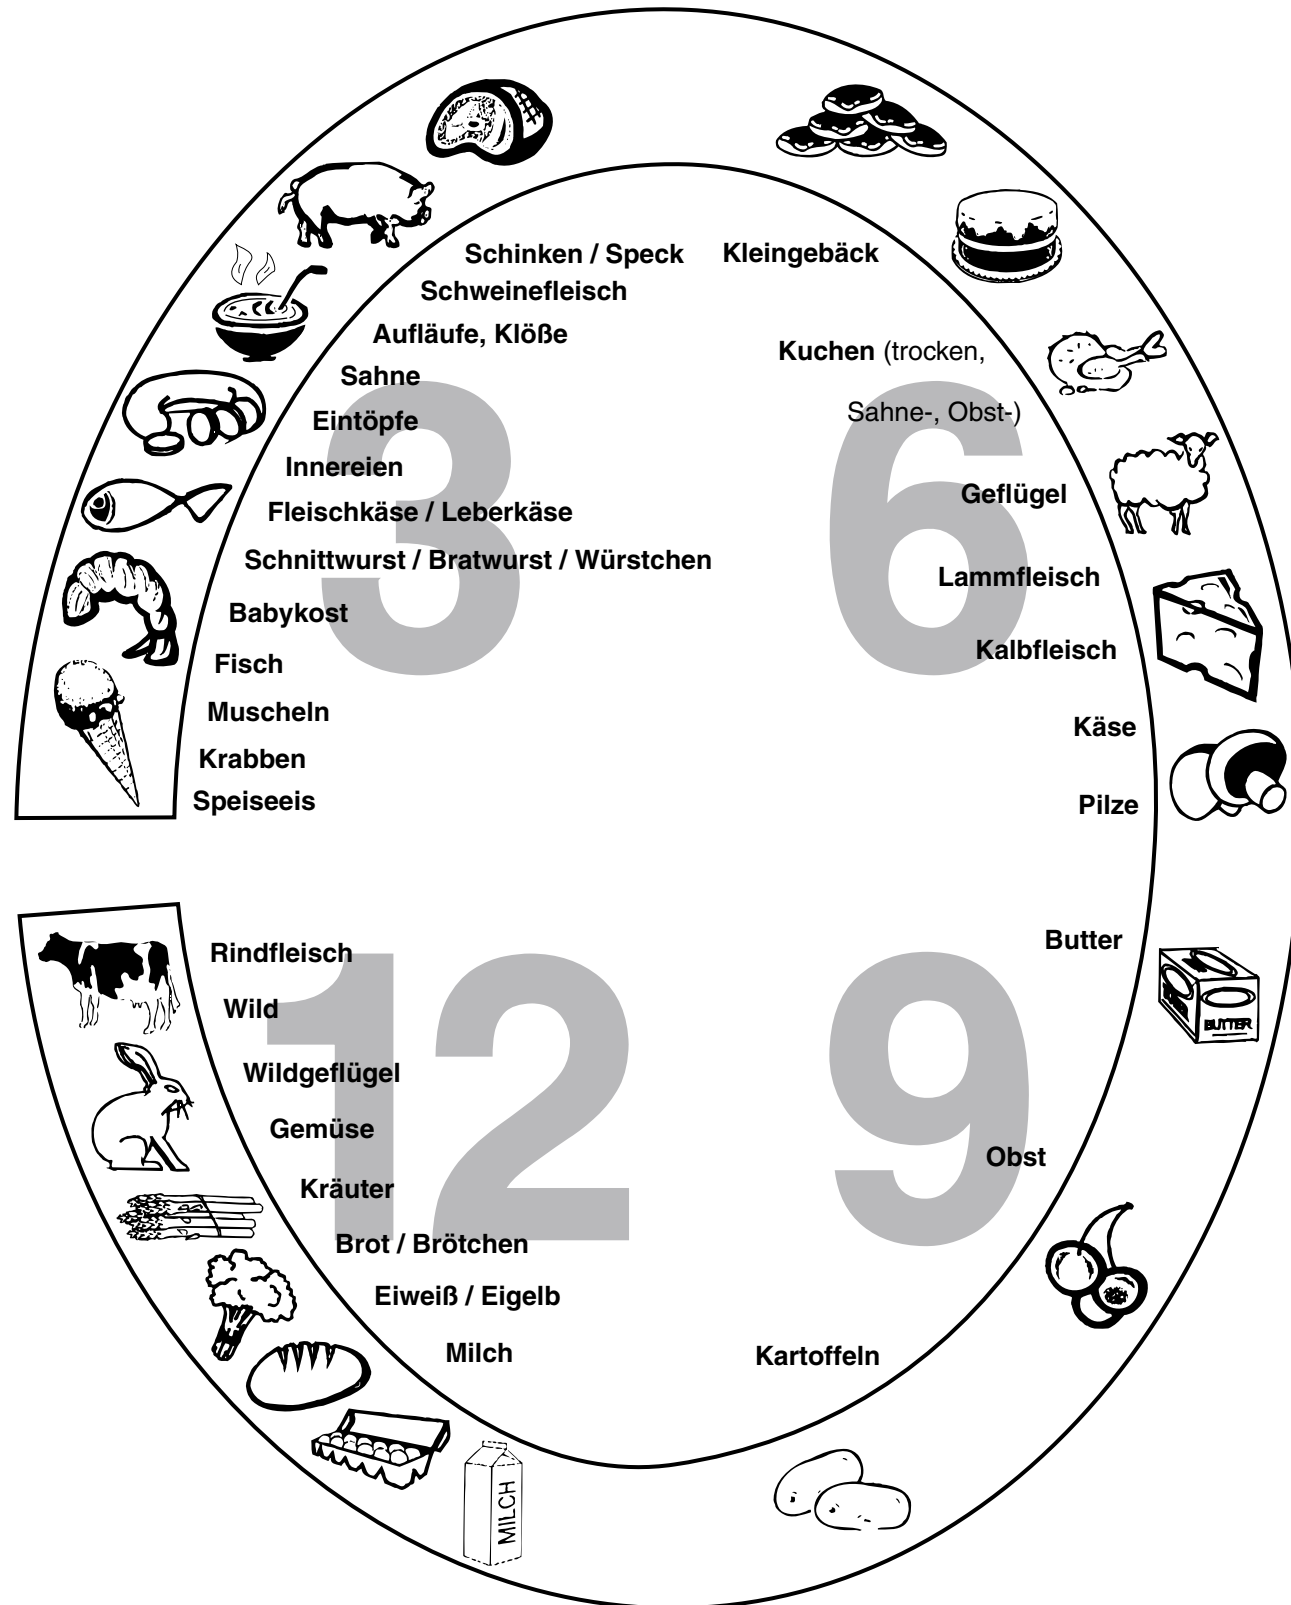 Schinken / Speck
Schweinefleisch
Aufläufe, Klöße
Sahne
Eintöpfe
Innereien
Fleischkäse / Leberkäse
Schnittwurst / Bratwurst / Würstchen
Babykost
Fisch
Muscheln
Krabben
Speiseeis
3
Kleingebäck
Kuchen (trocken,
Sahne-, Obst-)
Geflügel
Lammfleisch
Kalbfleisch
Käse
Pilze
6
Rindfleisch
Wild
Wildgeflügel
Gemüse
Kräuter
Brot / Brötchen
Eiweiß / Eigelb
Milch
12
MILCH
Butter
BUTTER
Obst
Kartoffeln
9